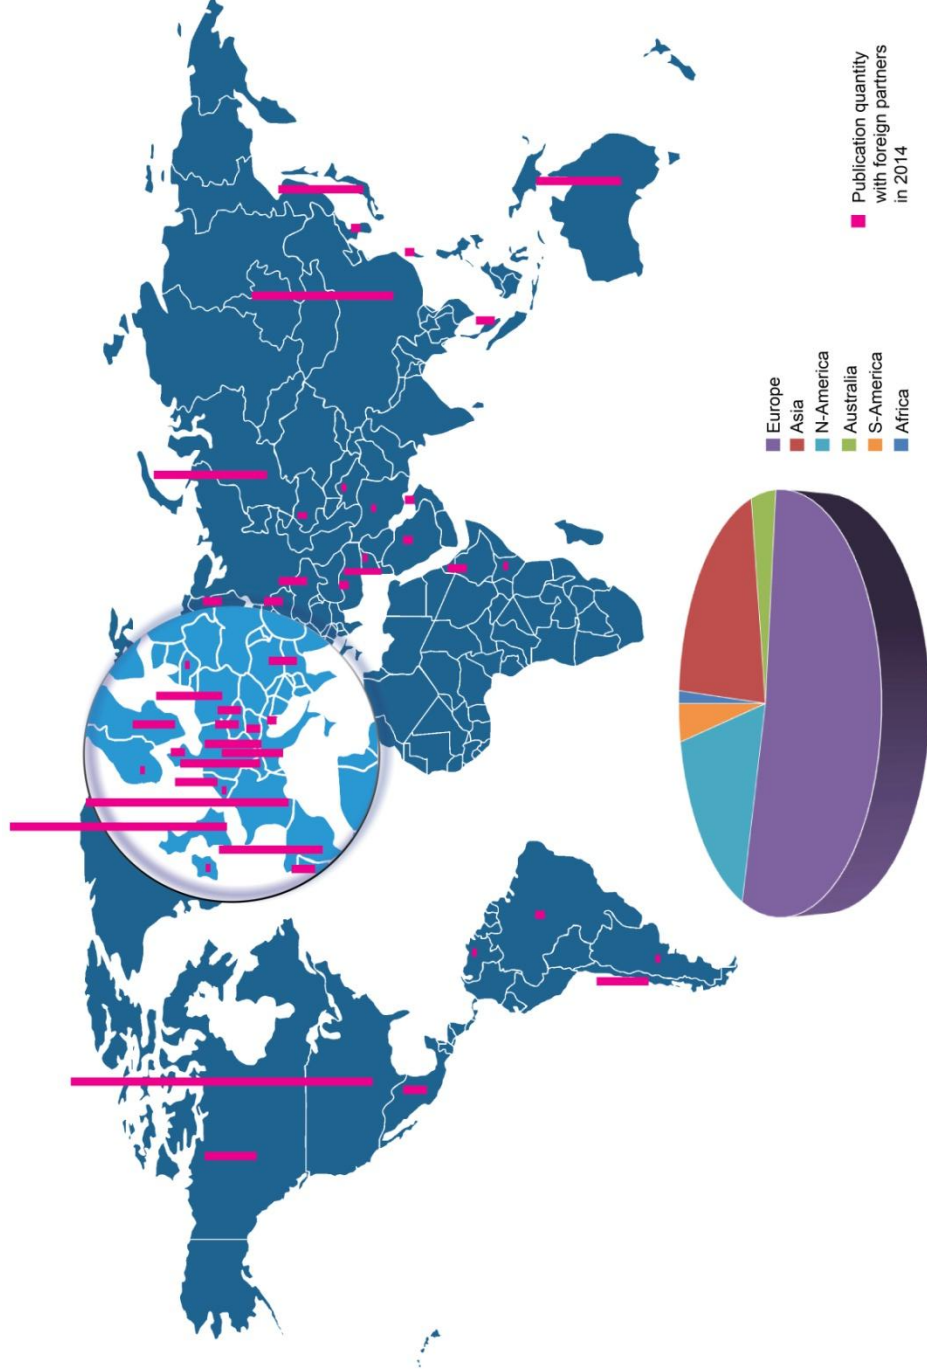 Europe
Asia
N-America
Australia
S-America
Africa
Publication quantity
with foreign partners
in 2014